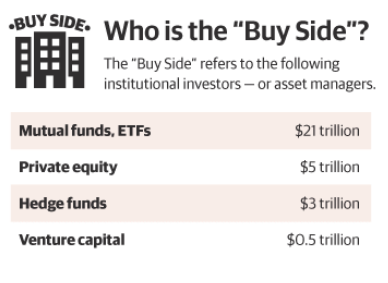 •BUY SIDE•
Who is the “Buy Side”?
The “Buy Side” refers to the following
institutional investors — or asset managers.
Mutual funds, ETFs $21 trillion
Private equity $5 trillion
Hedge funds $3 trillion
Venture capital $0.5 trillion